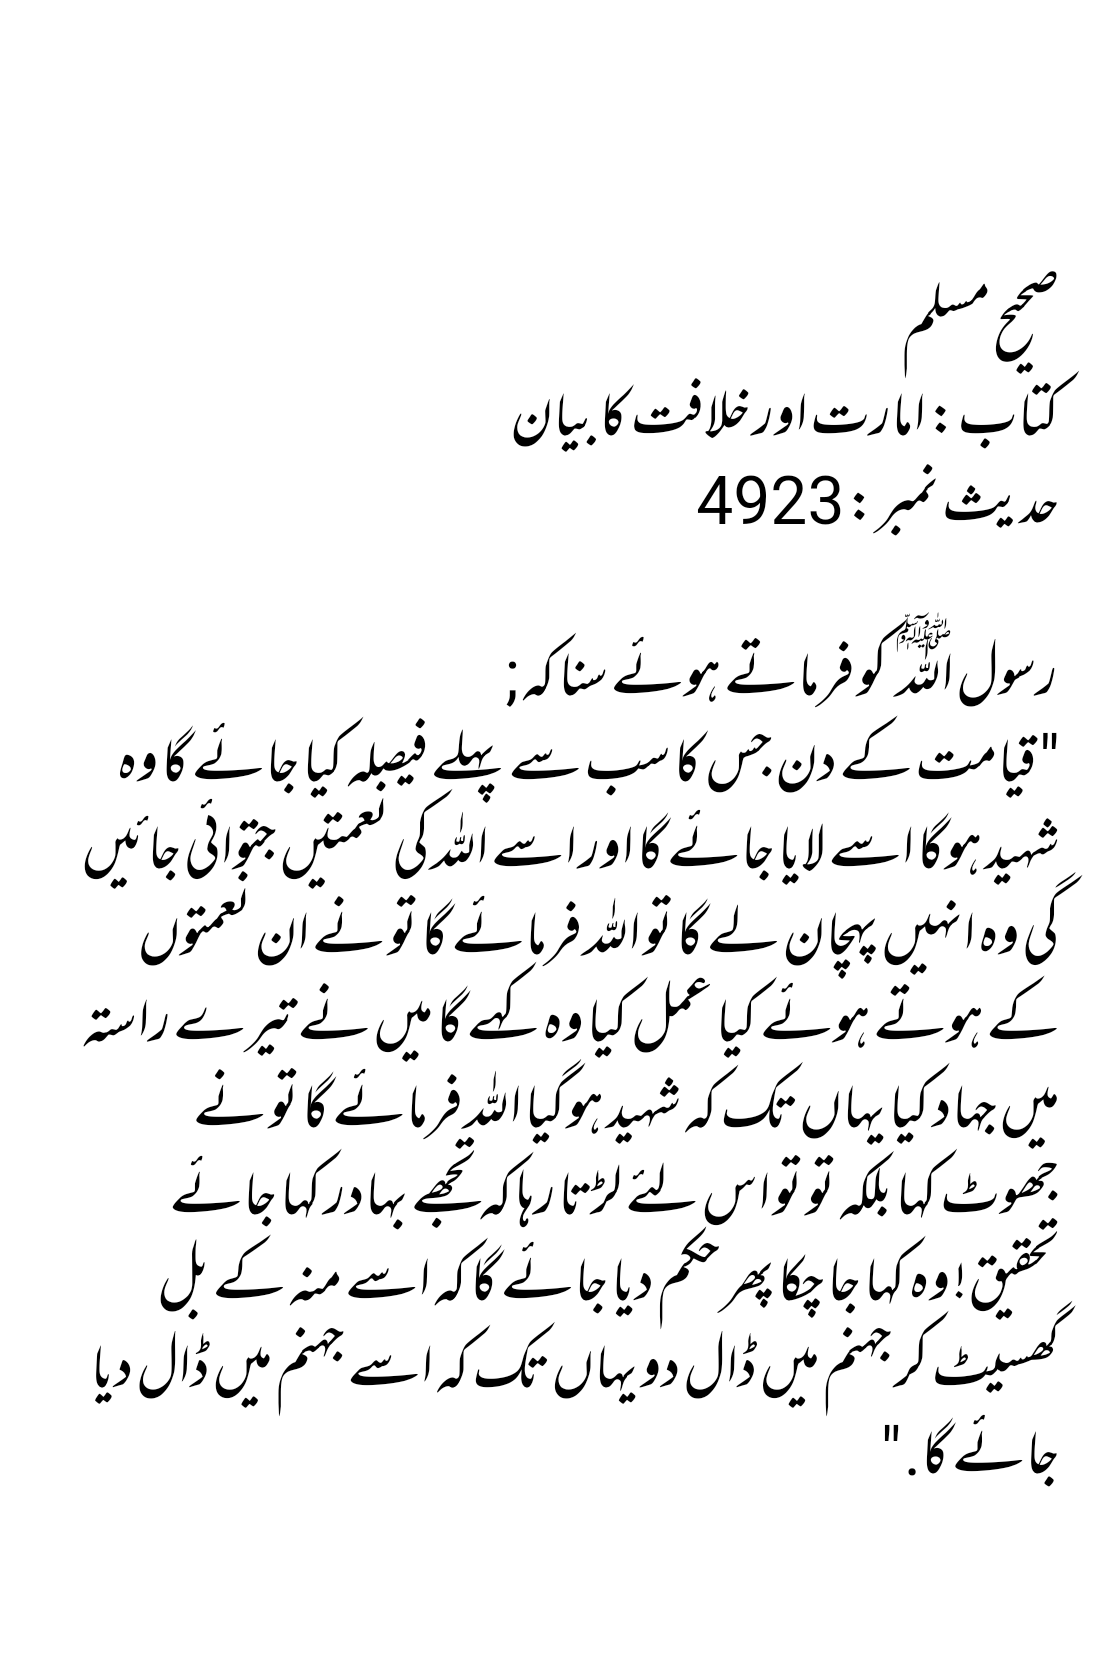 صحیح مسلم
کتاب : امارت اور خلافت کا بیان
حدیث نمبر : 4923
رسول اللہ ﷺ کو فرماتے ہوئے سنا کہ ;
"قیامت کے دن جس کا سب سے پہلے فیصلہ کیا جائے گا وہ
شہید ہوگا اسے لایا جائے گا اور اسے اللہ کی نعمتیں جتوائی جائیں
گی وہ انہیں پہچان لے گا تو اللہ فرمائے گا تو نے ان نعمتوں
کے ہوتے ہوئے کیا عمل کیا وہ کہے گا میں نے تیرے راستہ
میں جہاد کیا یہاں تک کہ شہید ہوگیا اللہ فرمائے گا تو نے
جھوٹ کہا بلکہ تو تو اس لئے لڑتا رہا کہ تجھے بہادر کہا جائے
تحقیق! وہ کہا جا چکا پھر حکم دیا جائے گا کہ اسے منہ کے بل
گھسیٹ کر جہنم میں ڈال دو یہاں تک کہ اسے جہنم میں ڈال دیا
جائے گا ."